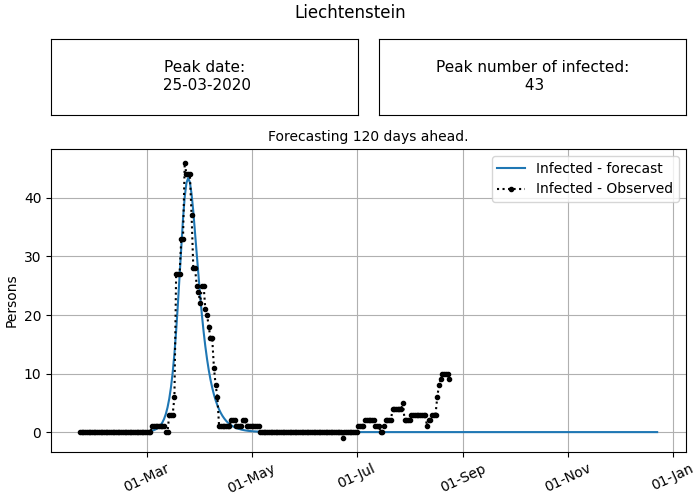 Liechtenstein
Peak date:
25-03-2020
Peak number of infected:
43
Forecasting 120 days ahead.
Infected - forecast
Infected - Observed
Persons
40
30
20
10
0
01-Mar
01-May
01-Jul
01-Sep
01-Nov
01-Jan